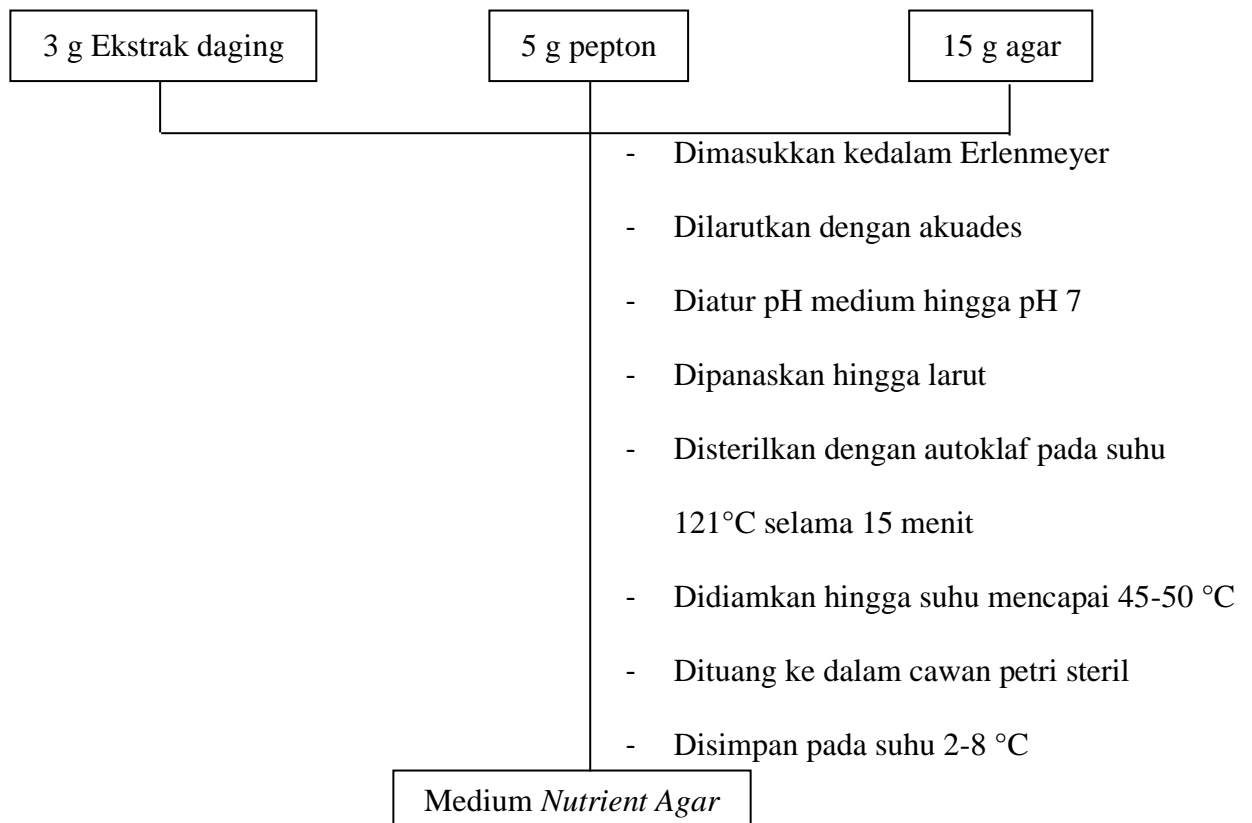 3 g Ekstrak daging
5 g pepton
15 g agar
- Dimasukkan kedalam Erlenmeyer
- Dilarutkan dengan akuades
- Diatur pH medium hingga pH 7
- Dipanaskan hingga larut
- Disterilkan dengan autoklaf pada suhu
121°C selama 15 menit
- Didiamkan hingga suhu mencapai 45-50 °C
- Dituang ke dalam cawan petri steril
- Disimpan pada suhu 2-8 °C
Medium Nutrient Agar